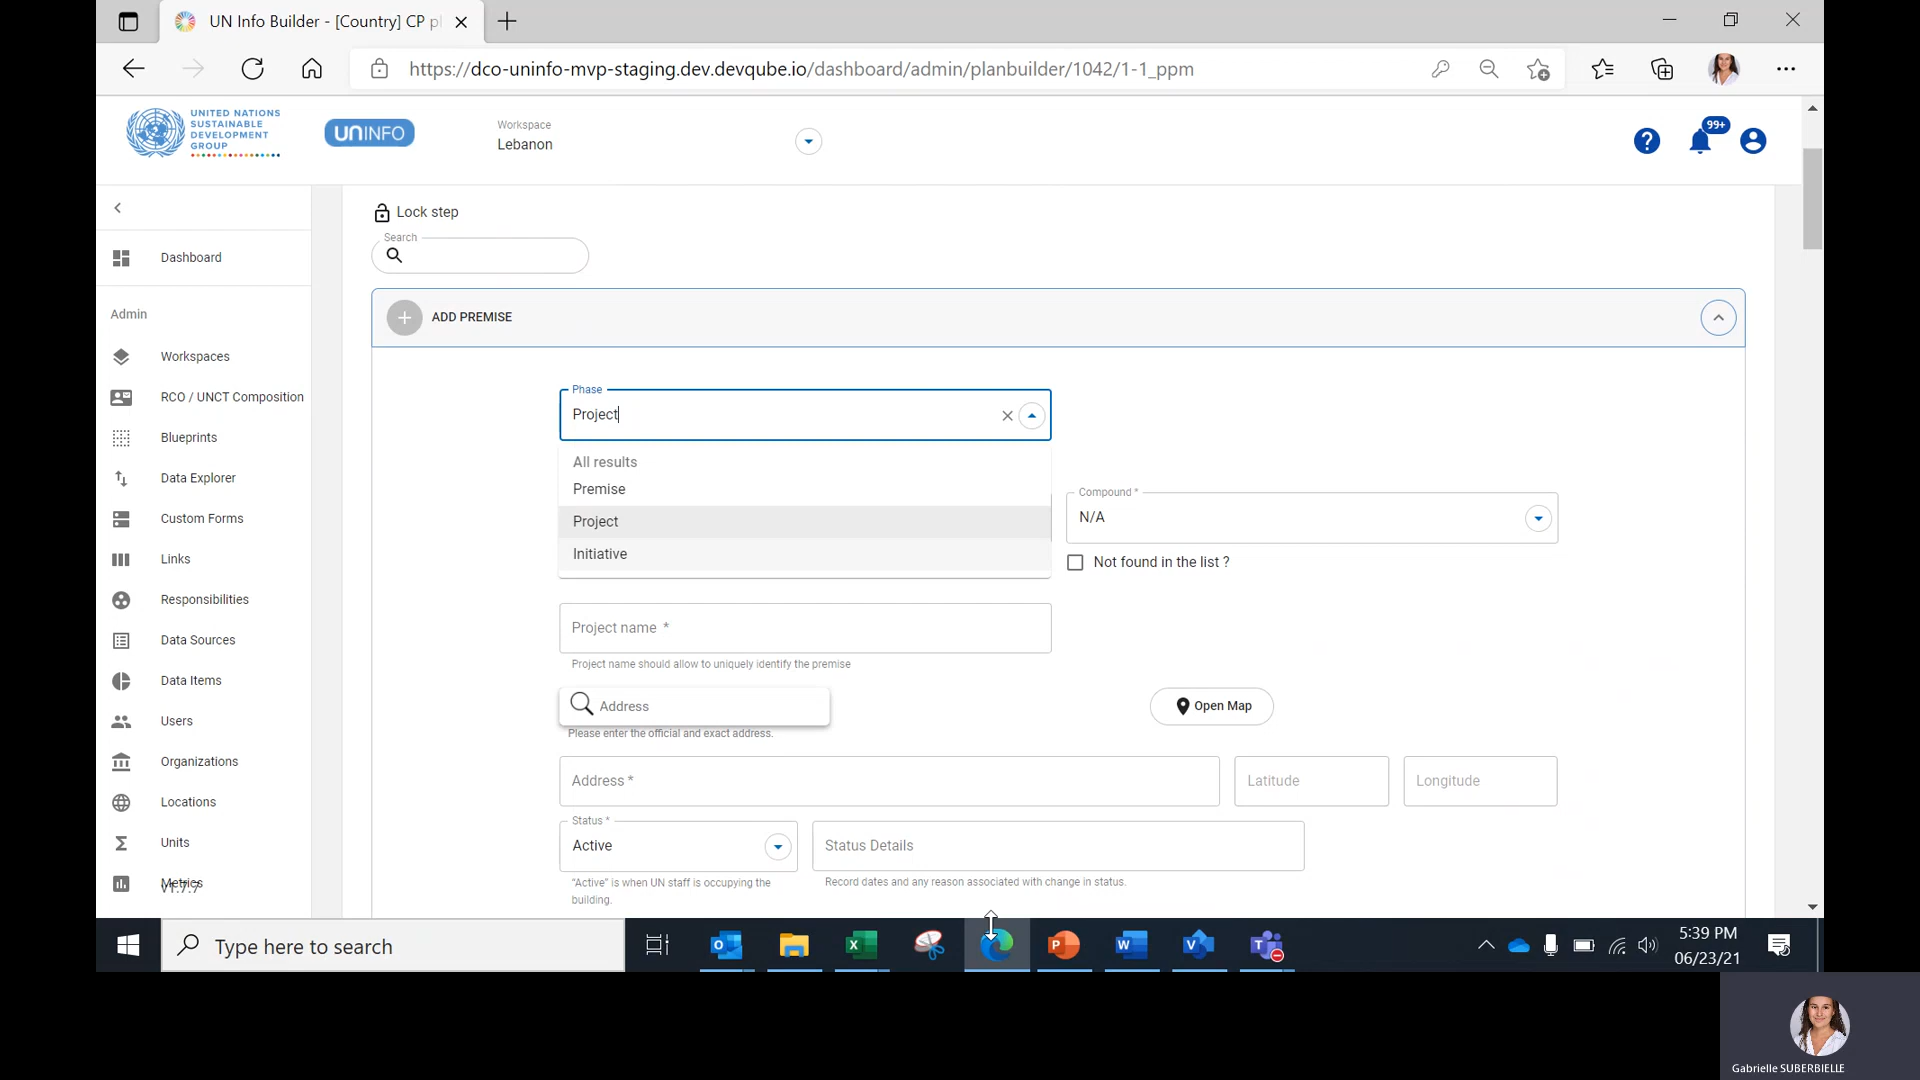 UN Info Builder - [Country] CP pl
https://dco-uninfo-mvp-staging.dev.devqube.io/dashboard/admin/planbuilder/1042/1-1_ppm
UNITED NATIONS
SUSTAINABLE
DEVELOPMENT
GROUP
UNINFO
Workspace
Lebanon
99+
Lock step
Search
Dashboard
Admin
Workspaces
RCO / UNCT Composition
Blueprints
Data Explorer
Custom Forms
Links
Responsibilities
Data Sources
Data Items
Users
Organizations
Locations
Units
Metrics
V1.7.7
ADD PREMISE
Phase
Project
All results
Premise
Project
Initiative
Compound *
N/A
Not found in the list ?
Project name *
Project name should allow to uniquely identify the premise
Address
Open Map
Please enter the official and exact address.
Address *
Latitude
Longitude
Status *
Active
Status Details
"Active" is when UN staff is occupying the
building.
Record dates and any reason associated with change in status.
Type here to search
5:39 PM
06/23/21
Gabrielle SUBERBIELLE